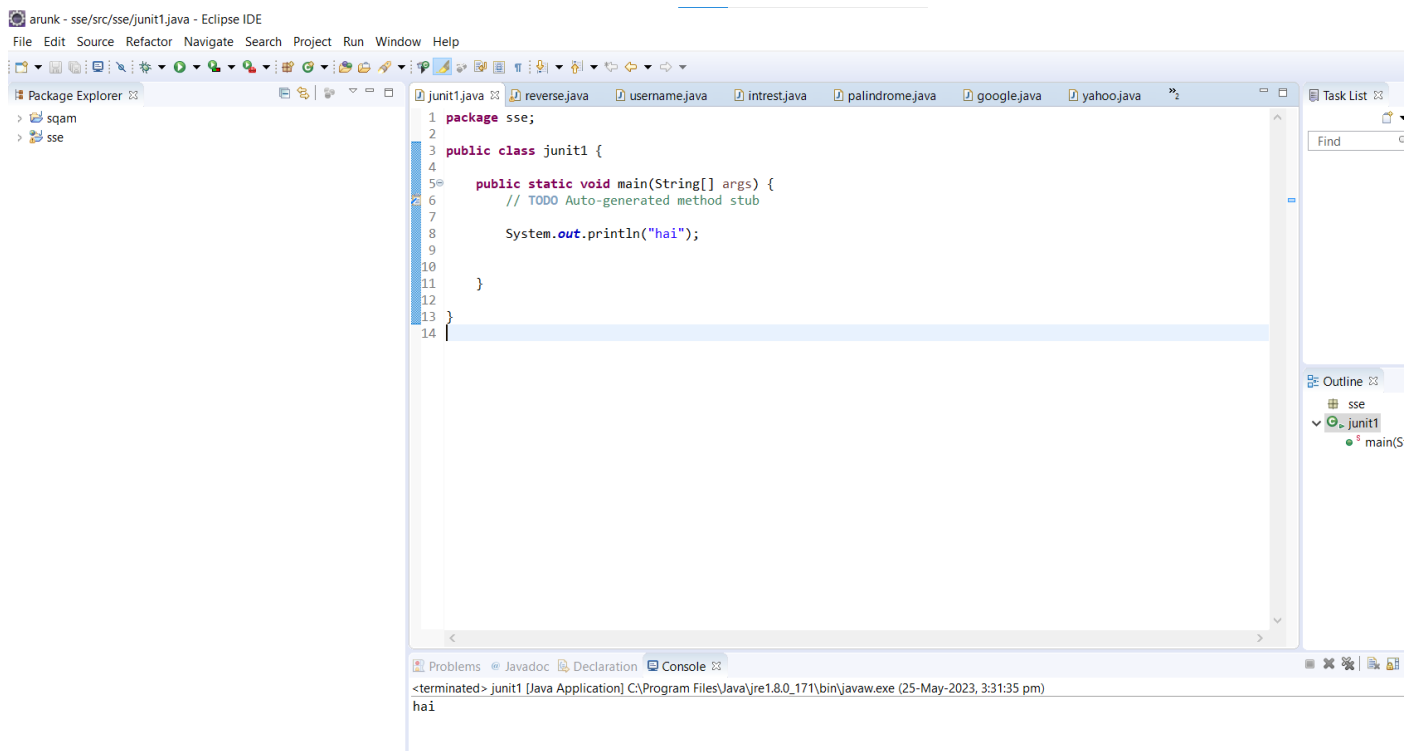 arunk - sse/src/sse/junit1.java - Eclipse IDE
File Edit Source Refactor Navigate Search Project Run Window Help
Package Explorer
sqam
sse
junit1.java reverse.java username.java intrest.java palindrome.java google.java yahoo.java »2
1 package sse;
2
3 public class junit1 {
4
5 public static void main(String[] args) {
6 // TODO Auto-generated method stub
7
8 System.out.println("hai");
9
10
11 }
12
13 }
14
Task List
Find
Outline
sse
junit1
main(S
Problems Javadoc Declaration Console
<terminated> junit1 [Java Application] C:\Program Files\Java\jre1.8.0_171\bin\javaw.exe (25-May-2023, 3:31:35 pm)
hai